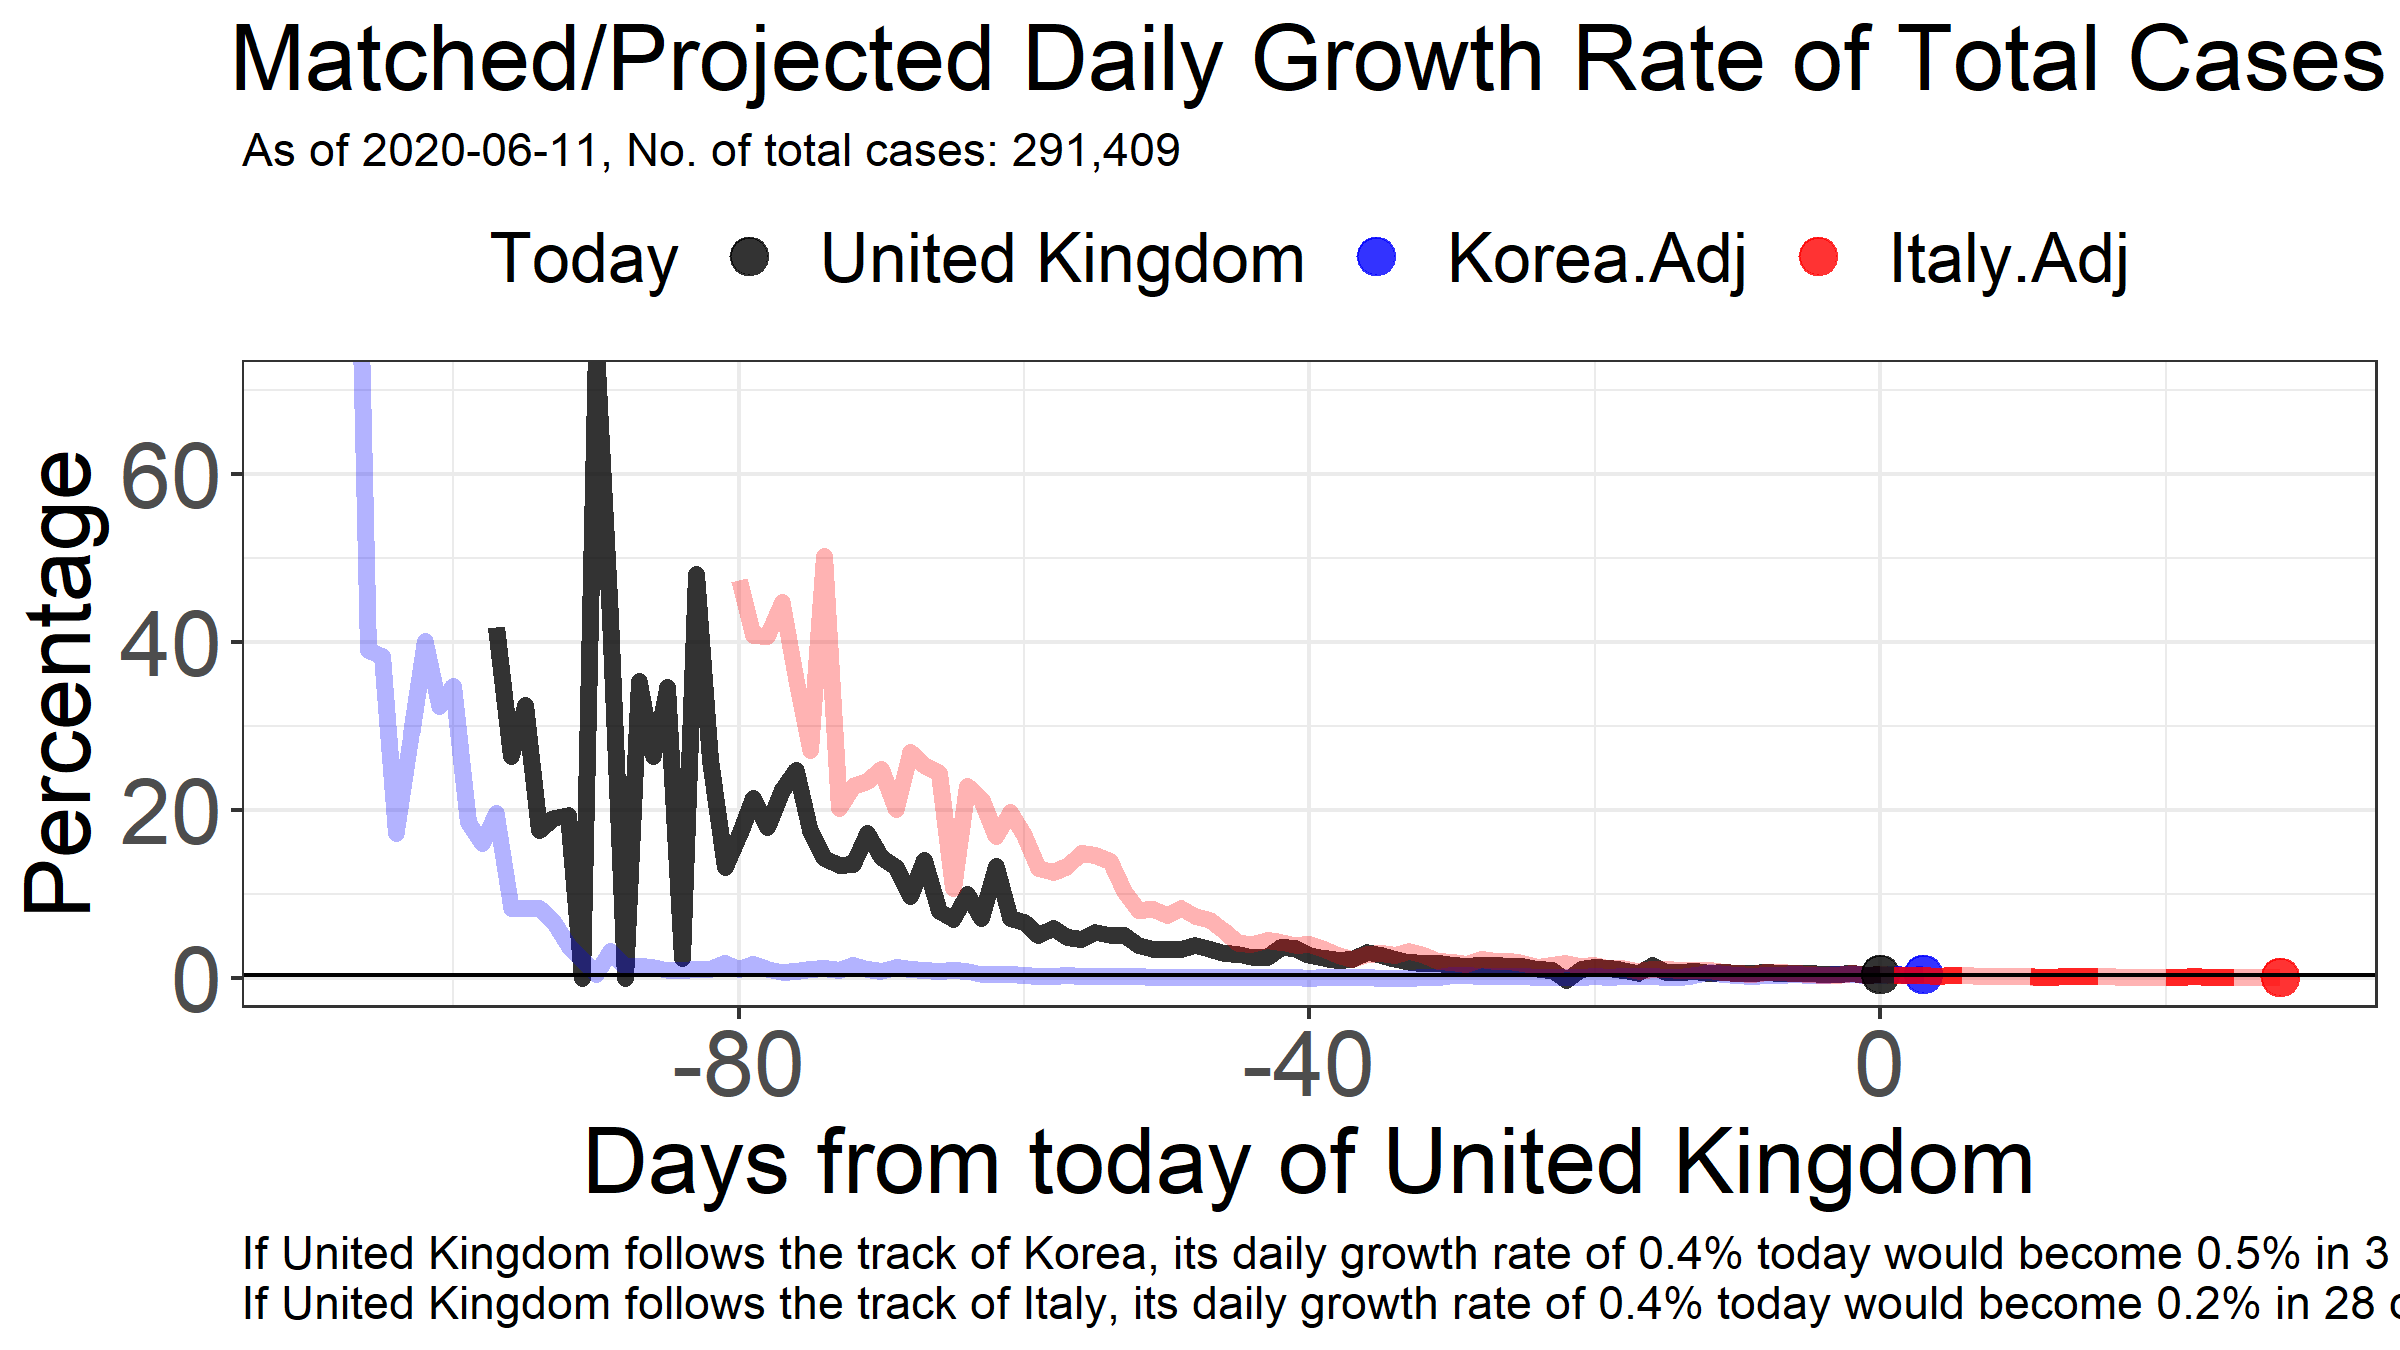 Matched/Projected Daily Growth Rate of Total Cases
As of 2020-06-11, No. of total cases: 291,409
Today United Kingdom Korea.Adj Italy.Adj
Percentage
60
40
20
0
-80 -40 0
Days from today of United Kingdom
If United Kingdom follows the track of Korea, its daily growth rate of 0.4% today would become 0.5% in 3
If United Kingdom follows the track of Italy, its daily growth rate of 0.4% today would become 0.2% in 28